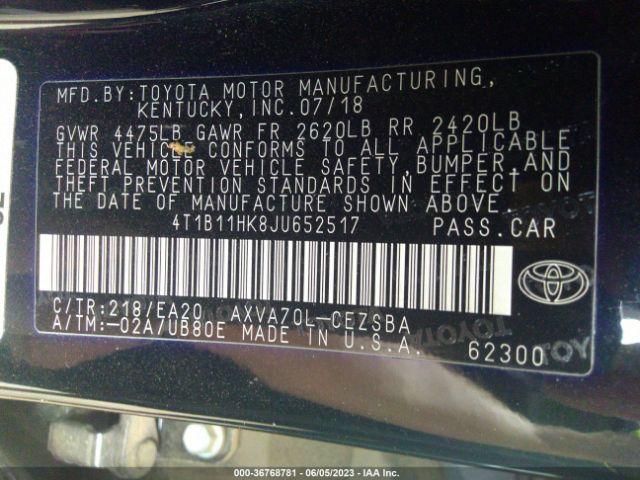 MFD.BY:TOYOTA MOTOR MANUFACTURING,
KENTUCKY,INC.07/18
GVWR 4475LB GAWR FR 2620LB RR 2420LB
THIS VEHICLE CONFORMS TO ALL APPLICABLE
FEDERAL MOTOR VEHICLE SAFETY,BUMPER,AND
THEFT PREVENTION STANDARDS IN EFFECT ON
THE DATE OF MANUFACTURE SHOWN ABOVE.
4T1B11HK8JU652517 PASS.CAR
C/TR:218/EA20 AXVA70L-CEZSBA
A/TM:-02A/UB80E MADE IN U.S.A. 62300
000-36768781 - 06/05/2023 - IAA Inc.